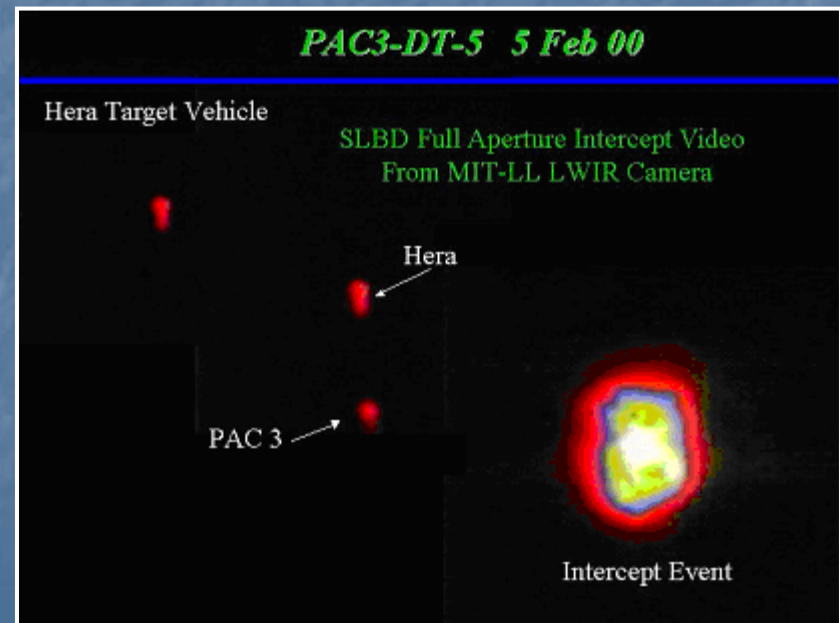 PAC3-DT-5 5 Feb 00
Hera Target Vehicle
SLBD Full Aperture Intercept Video
From MIT-LL LWIR Camera
Hera
PAC 3
Intercept Event